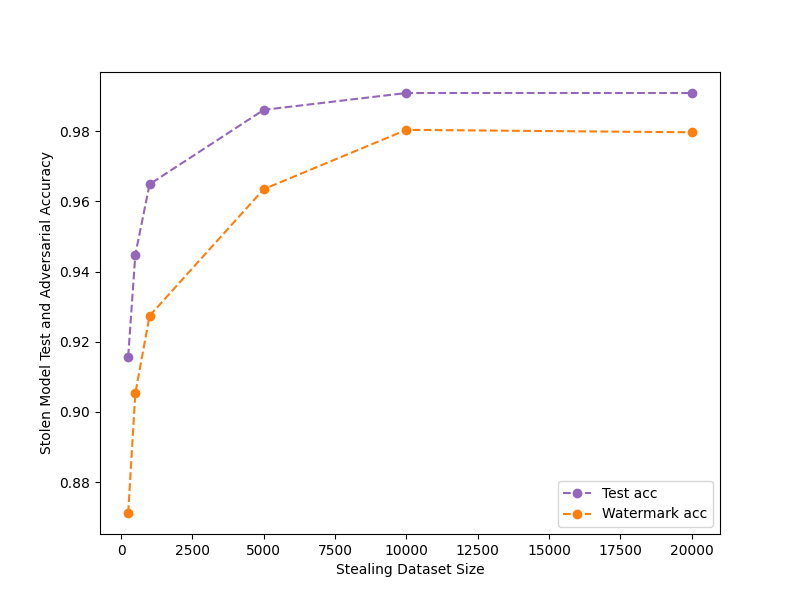 0.98
0.96
0.94
0.92
0.90
0.88
Stolen Model Test and Adversarial Accuracy
Test acc
Watermark acc
0 2500 5000 7500 10000 12500 15000 17500 20000
Stealing Dataset Size